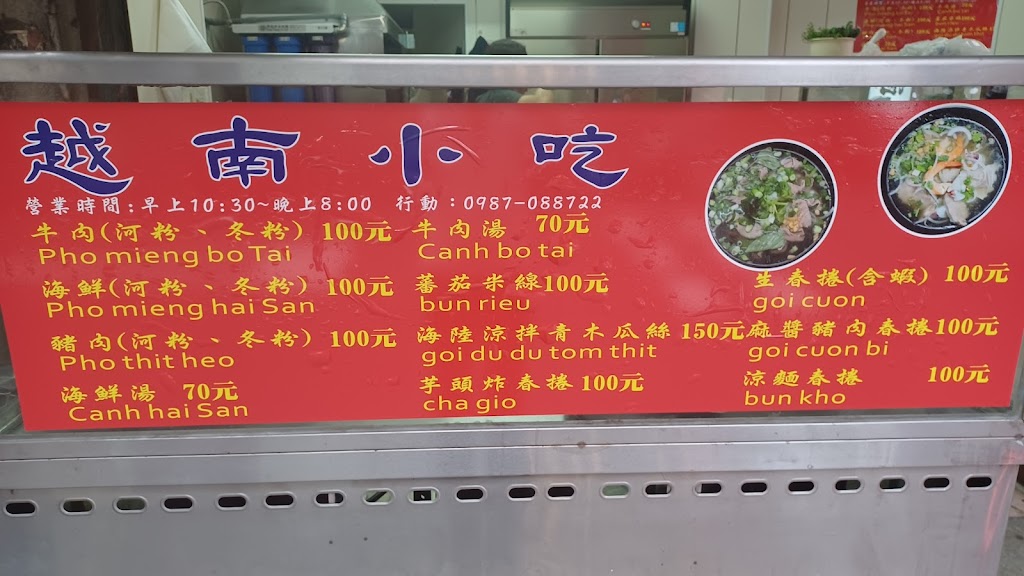 越南小吃
營業時間:早上10:30~晚上8:00 行動：0987-088722
牛肉(河粉、冬粉) 100元
Pho mieng bo Tai
海鮮(河粉、冬粉) 100元
Pho mieng hai San
豬肉(河粉、冬粉) 100元
Pho thit heo
海鮮湯 70元
Canh hai San
牛肉湯 70元
Canh bo tai
蕃茄米線100元
bun rieu
海陸涼拌青木瓜絲 150元
goi du du tom thit
芋頭炸春捲 100元
cha gio
生春捲(含蝦) 100元
goi cuon
麻醬豬肉春捲100元
goi cuon bi
涼麵春捲 100元
bun kho